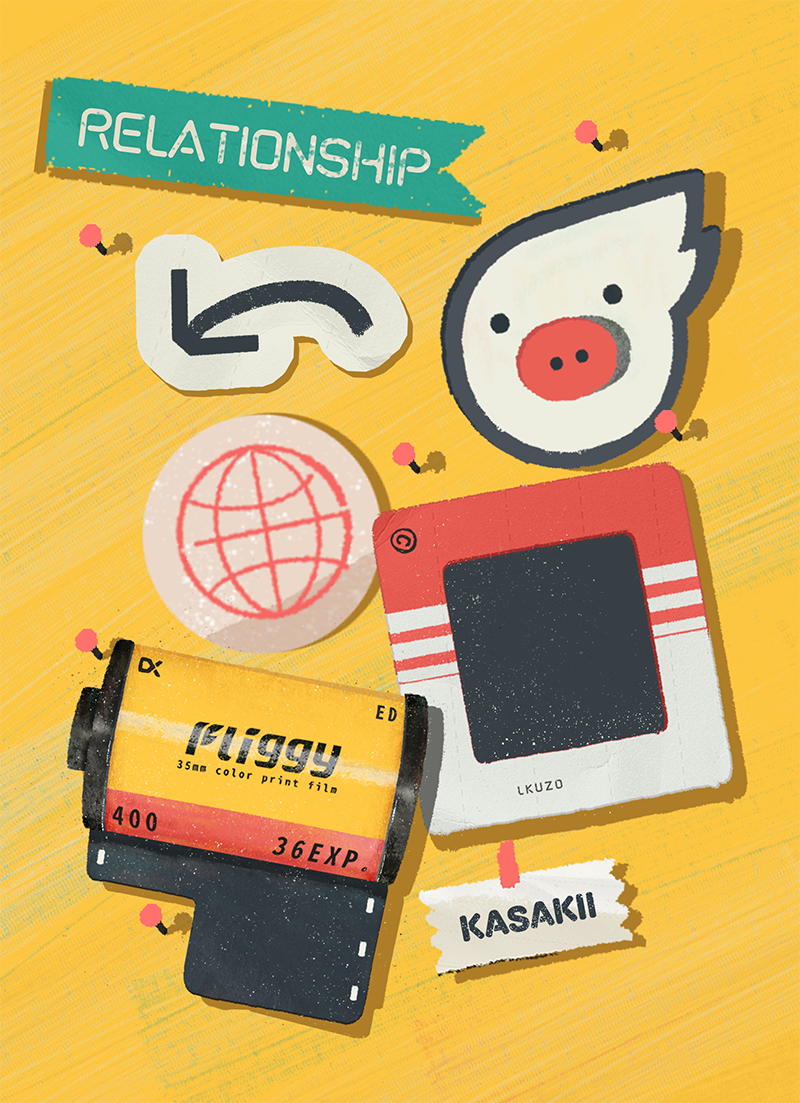 RELATIONSHIP
©
DX
ED
Fliggy
35mm color print film
400
36EXP.
LKUZO
KASAKII